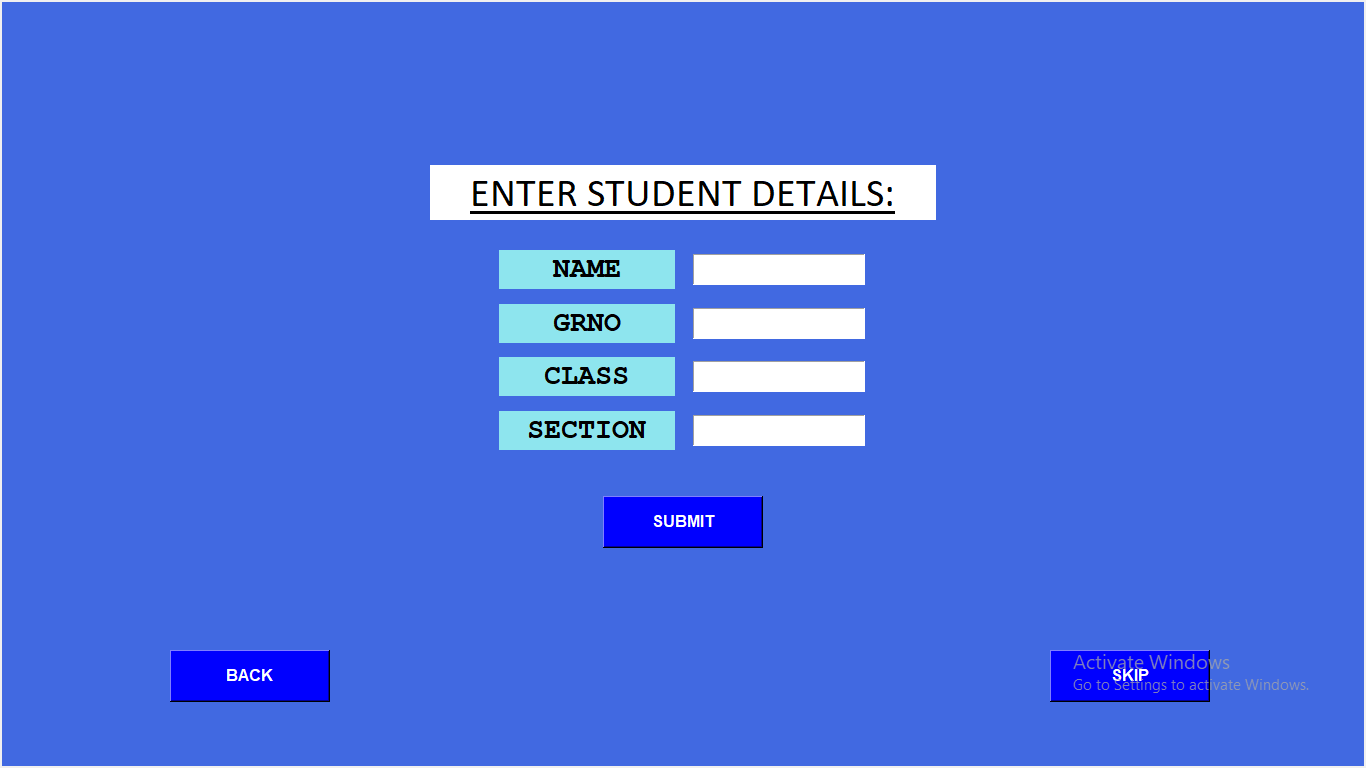 ENTER STUDENT DETAILS:
NAME
GRNO
CLASS
SECTION
SUBMIT
BACK
SKIP
Activate Windows
Go to Settings to activate Windows.